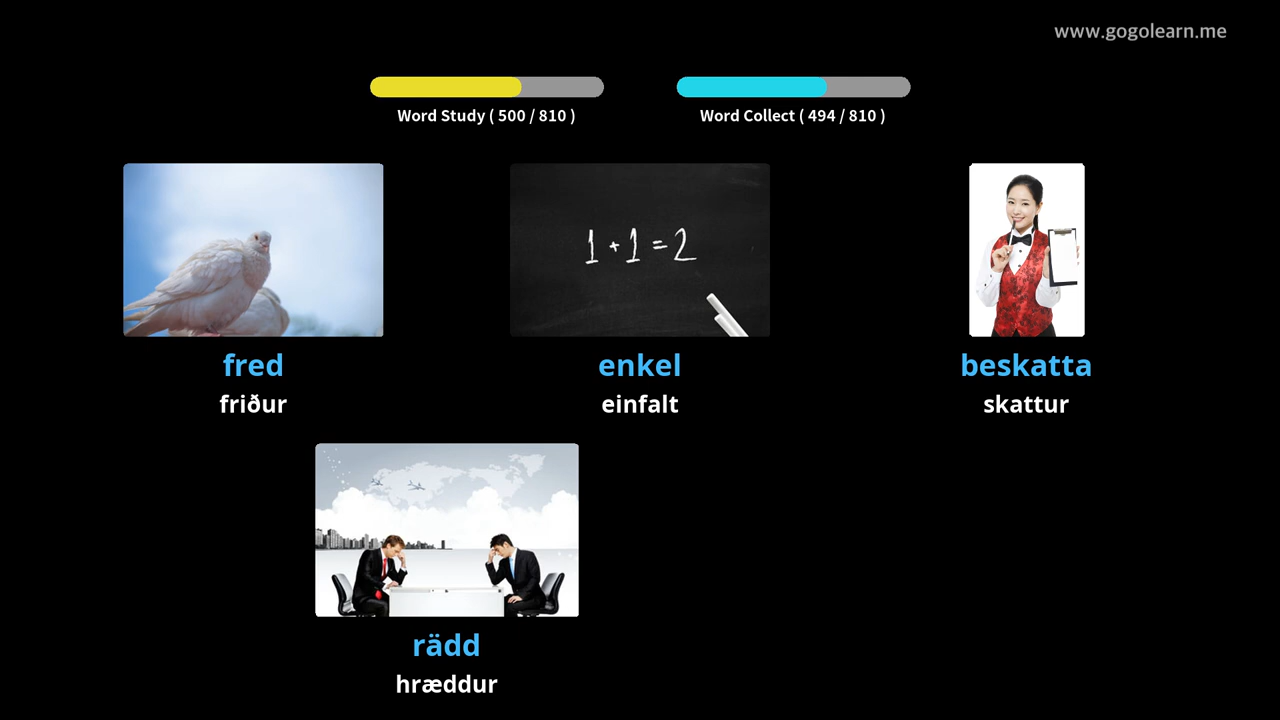 www.gogolearn.me
Word Study ( 500 / 810 )
Word Collect ( 494 / 810 )
1 + 1 = 2
fred
friður
enkel
einfalt
beskatta
skattur
rädd
hræddur